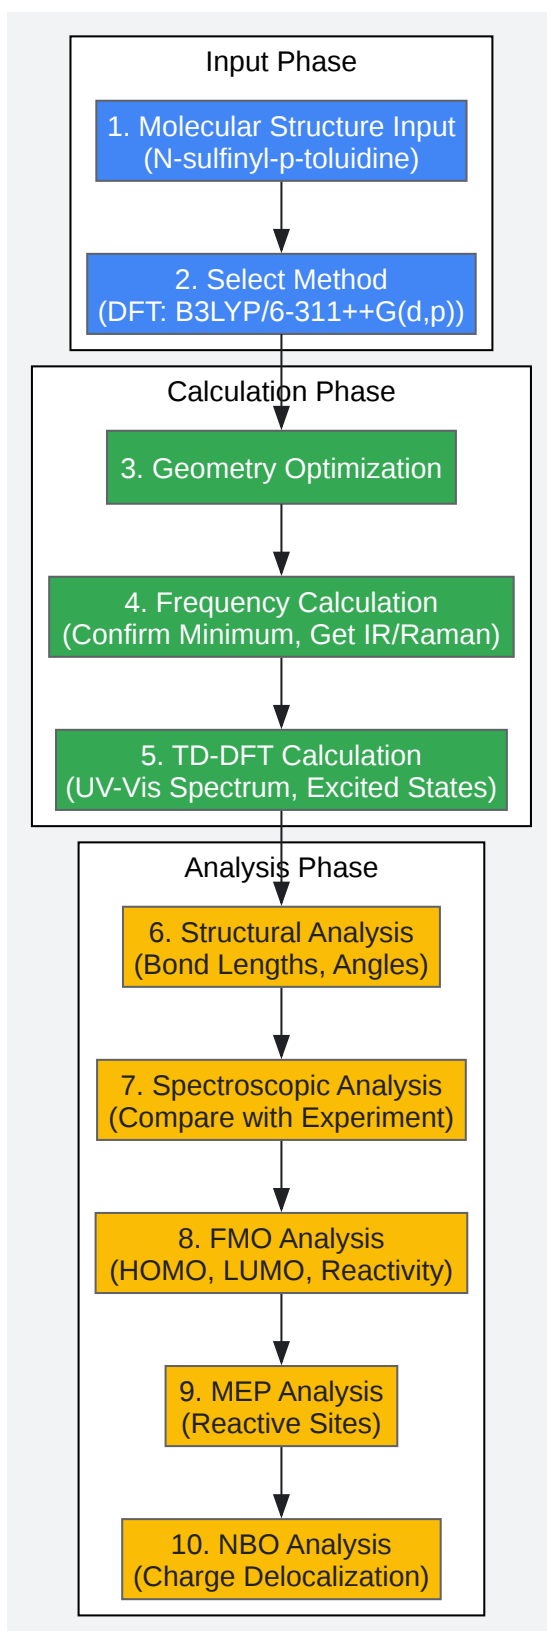 Input Phase
1. Molecular Structure Input
(N-sulfinyl-p-toluidine)
2. Select Method
(DFT: B3LYP/6-311++G(d,p))
Calculation Phase
3. Geometry Optimization
4. Frequency Calculation
(Confirm Minimum, Get IR/Raman)
5. TD-DFT Calculation
(UV-Vis Spectrum, Excited States)
Analysis Phase
6. Structural Analysis
(Bond Lengths, Angles)
7. Spectroscopic Analysis
(Compare with Experiment)
8. FMO Analysis
(HOMO, LUMO, Reactivity)
9. MEP Analysis
(Reactive Sites)
10. NBO Analysis
(Charge Delocalization)